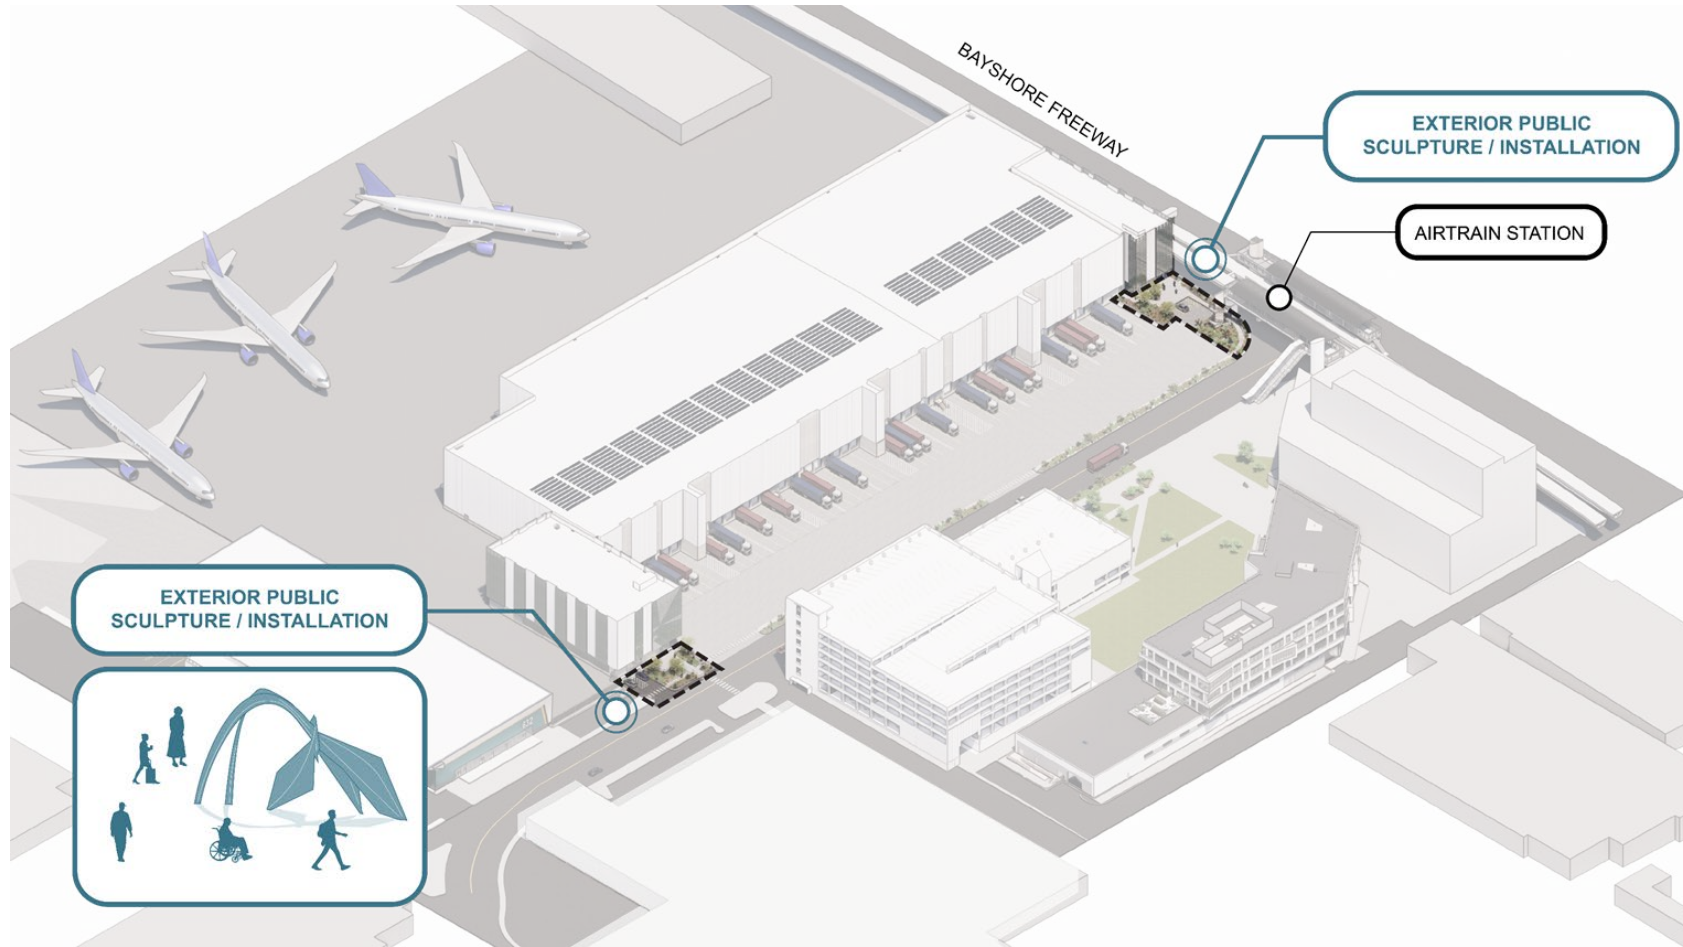 BAYSHORE FREEWAY
EXTERIOR PUBLIC
SCULPTURE / INSTALLATION
AIRTRAIN STATION
EXTERIOR PUBLIC
SCULPTURE / INSTALLATION